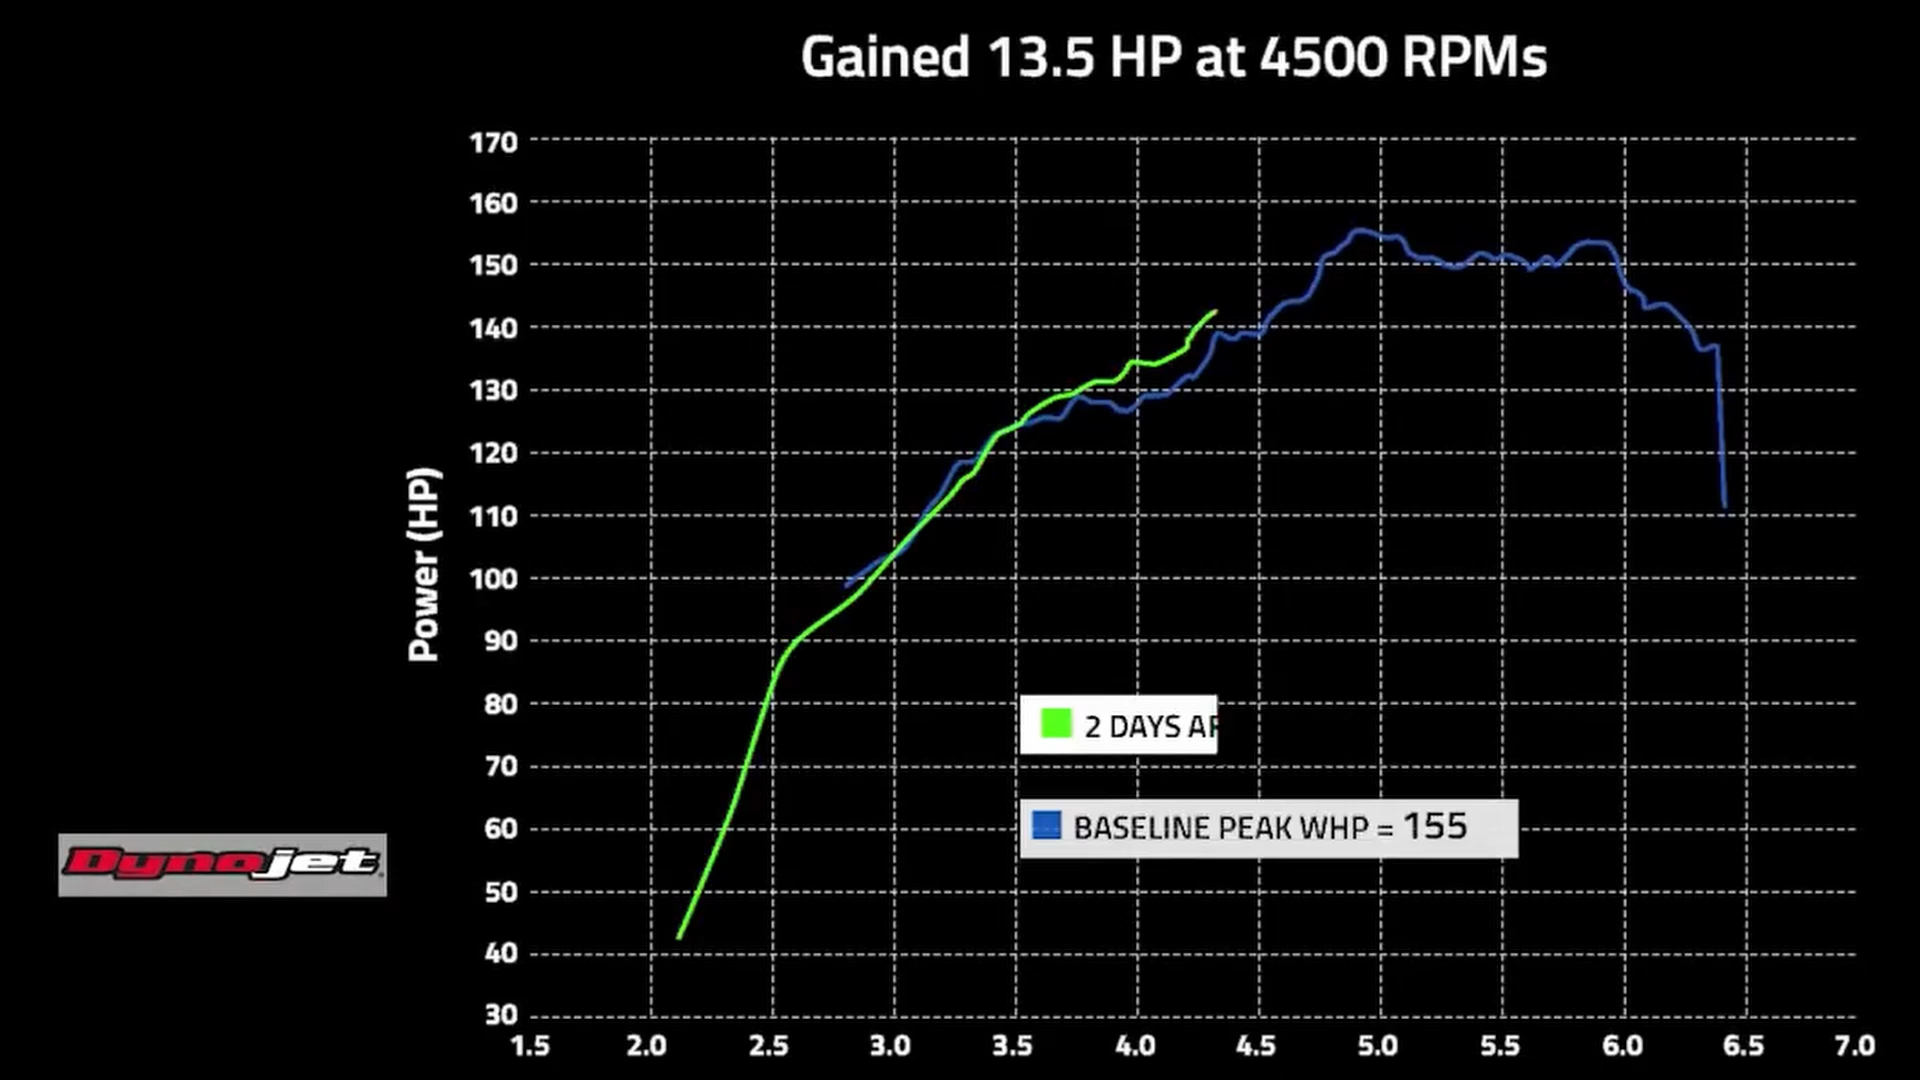 Gained 13.5 HP at 4500 RPMs
170
160
150
140
130
120
110
100
90
80
70
60
50
40
30
Power (HP)
2 DAYS
BASELINE PEAK WHP = 155
Dynojet
1.5 2.0 2.5 3.0 3.5 4.0 4.5 5.0 5.5 6.0 6.5 7.0